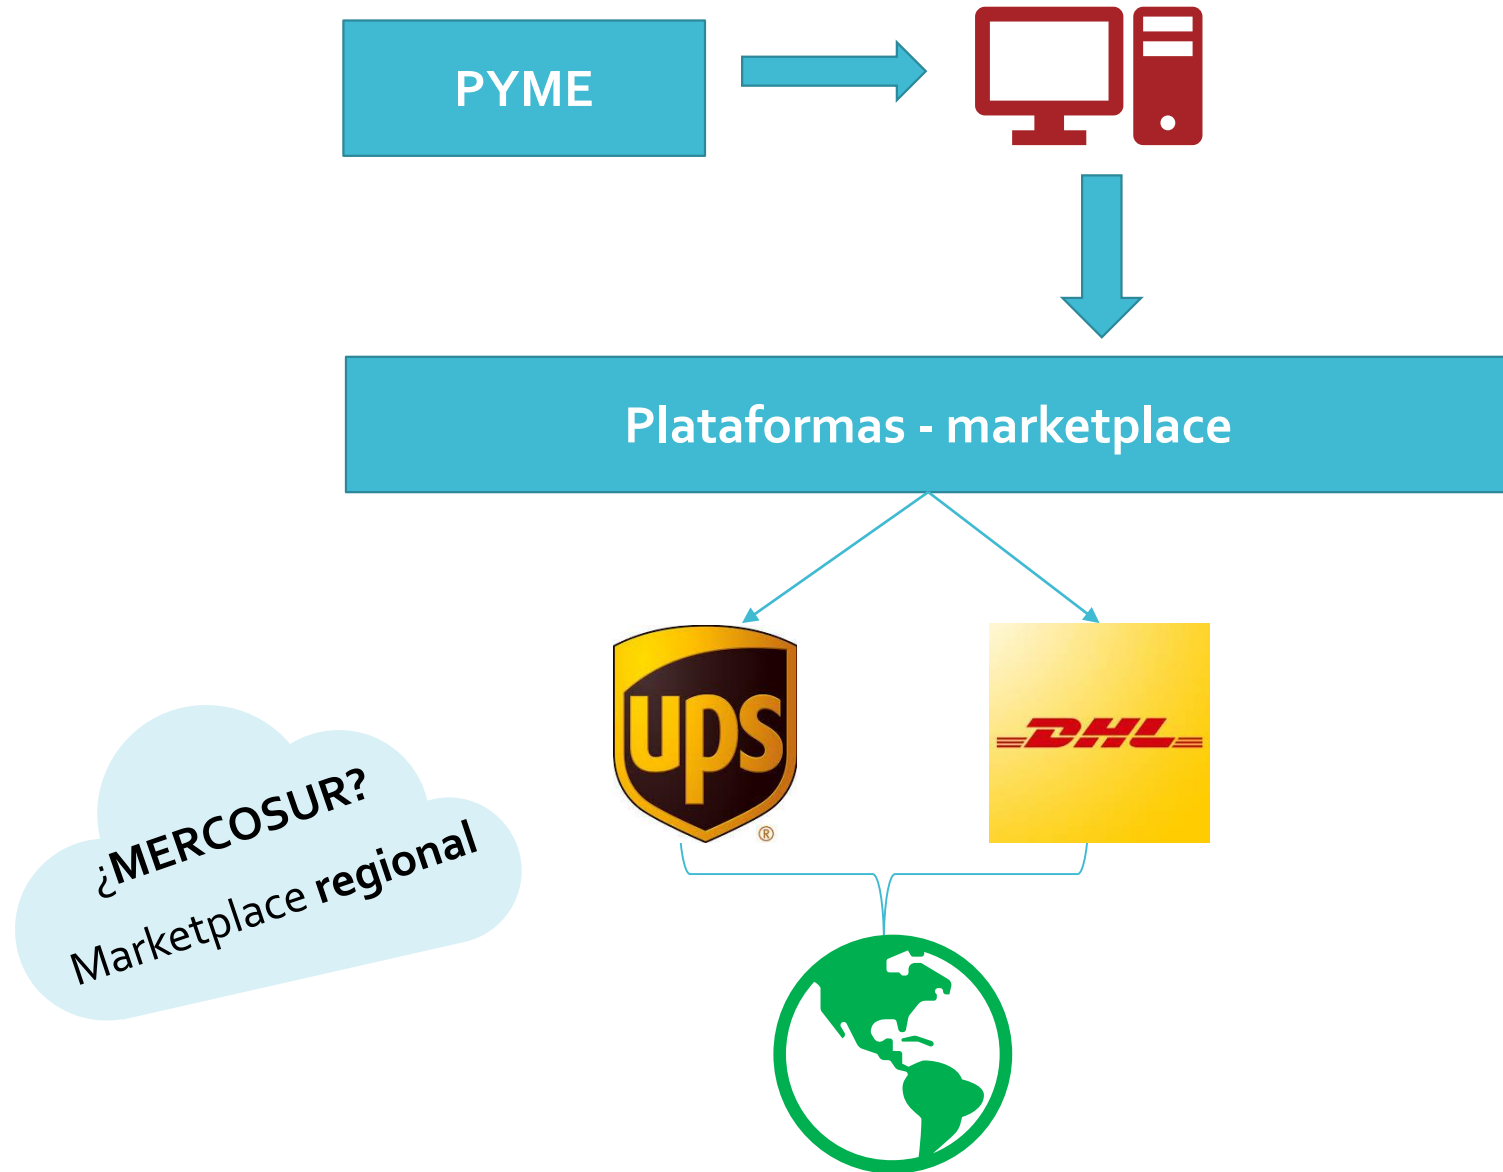 PYME
Plataformas - marketplace
ups
®
DHL
¿MERCOSUR?
Marketplace regional